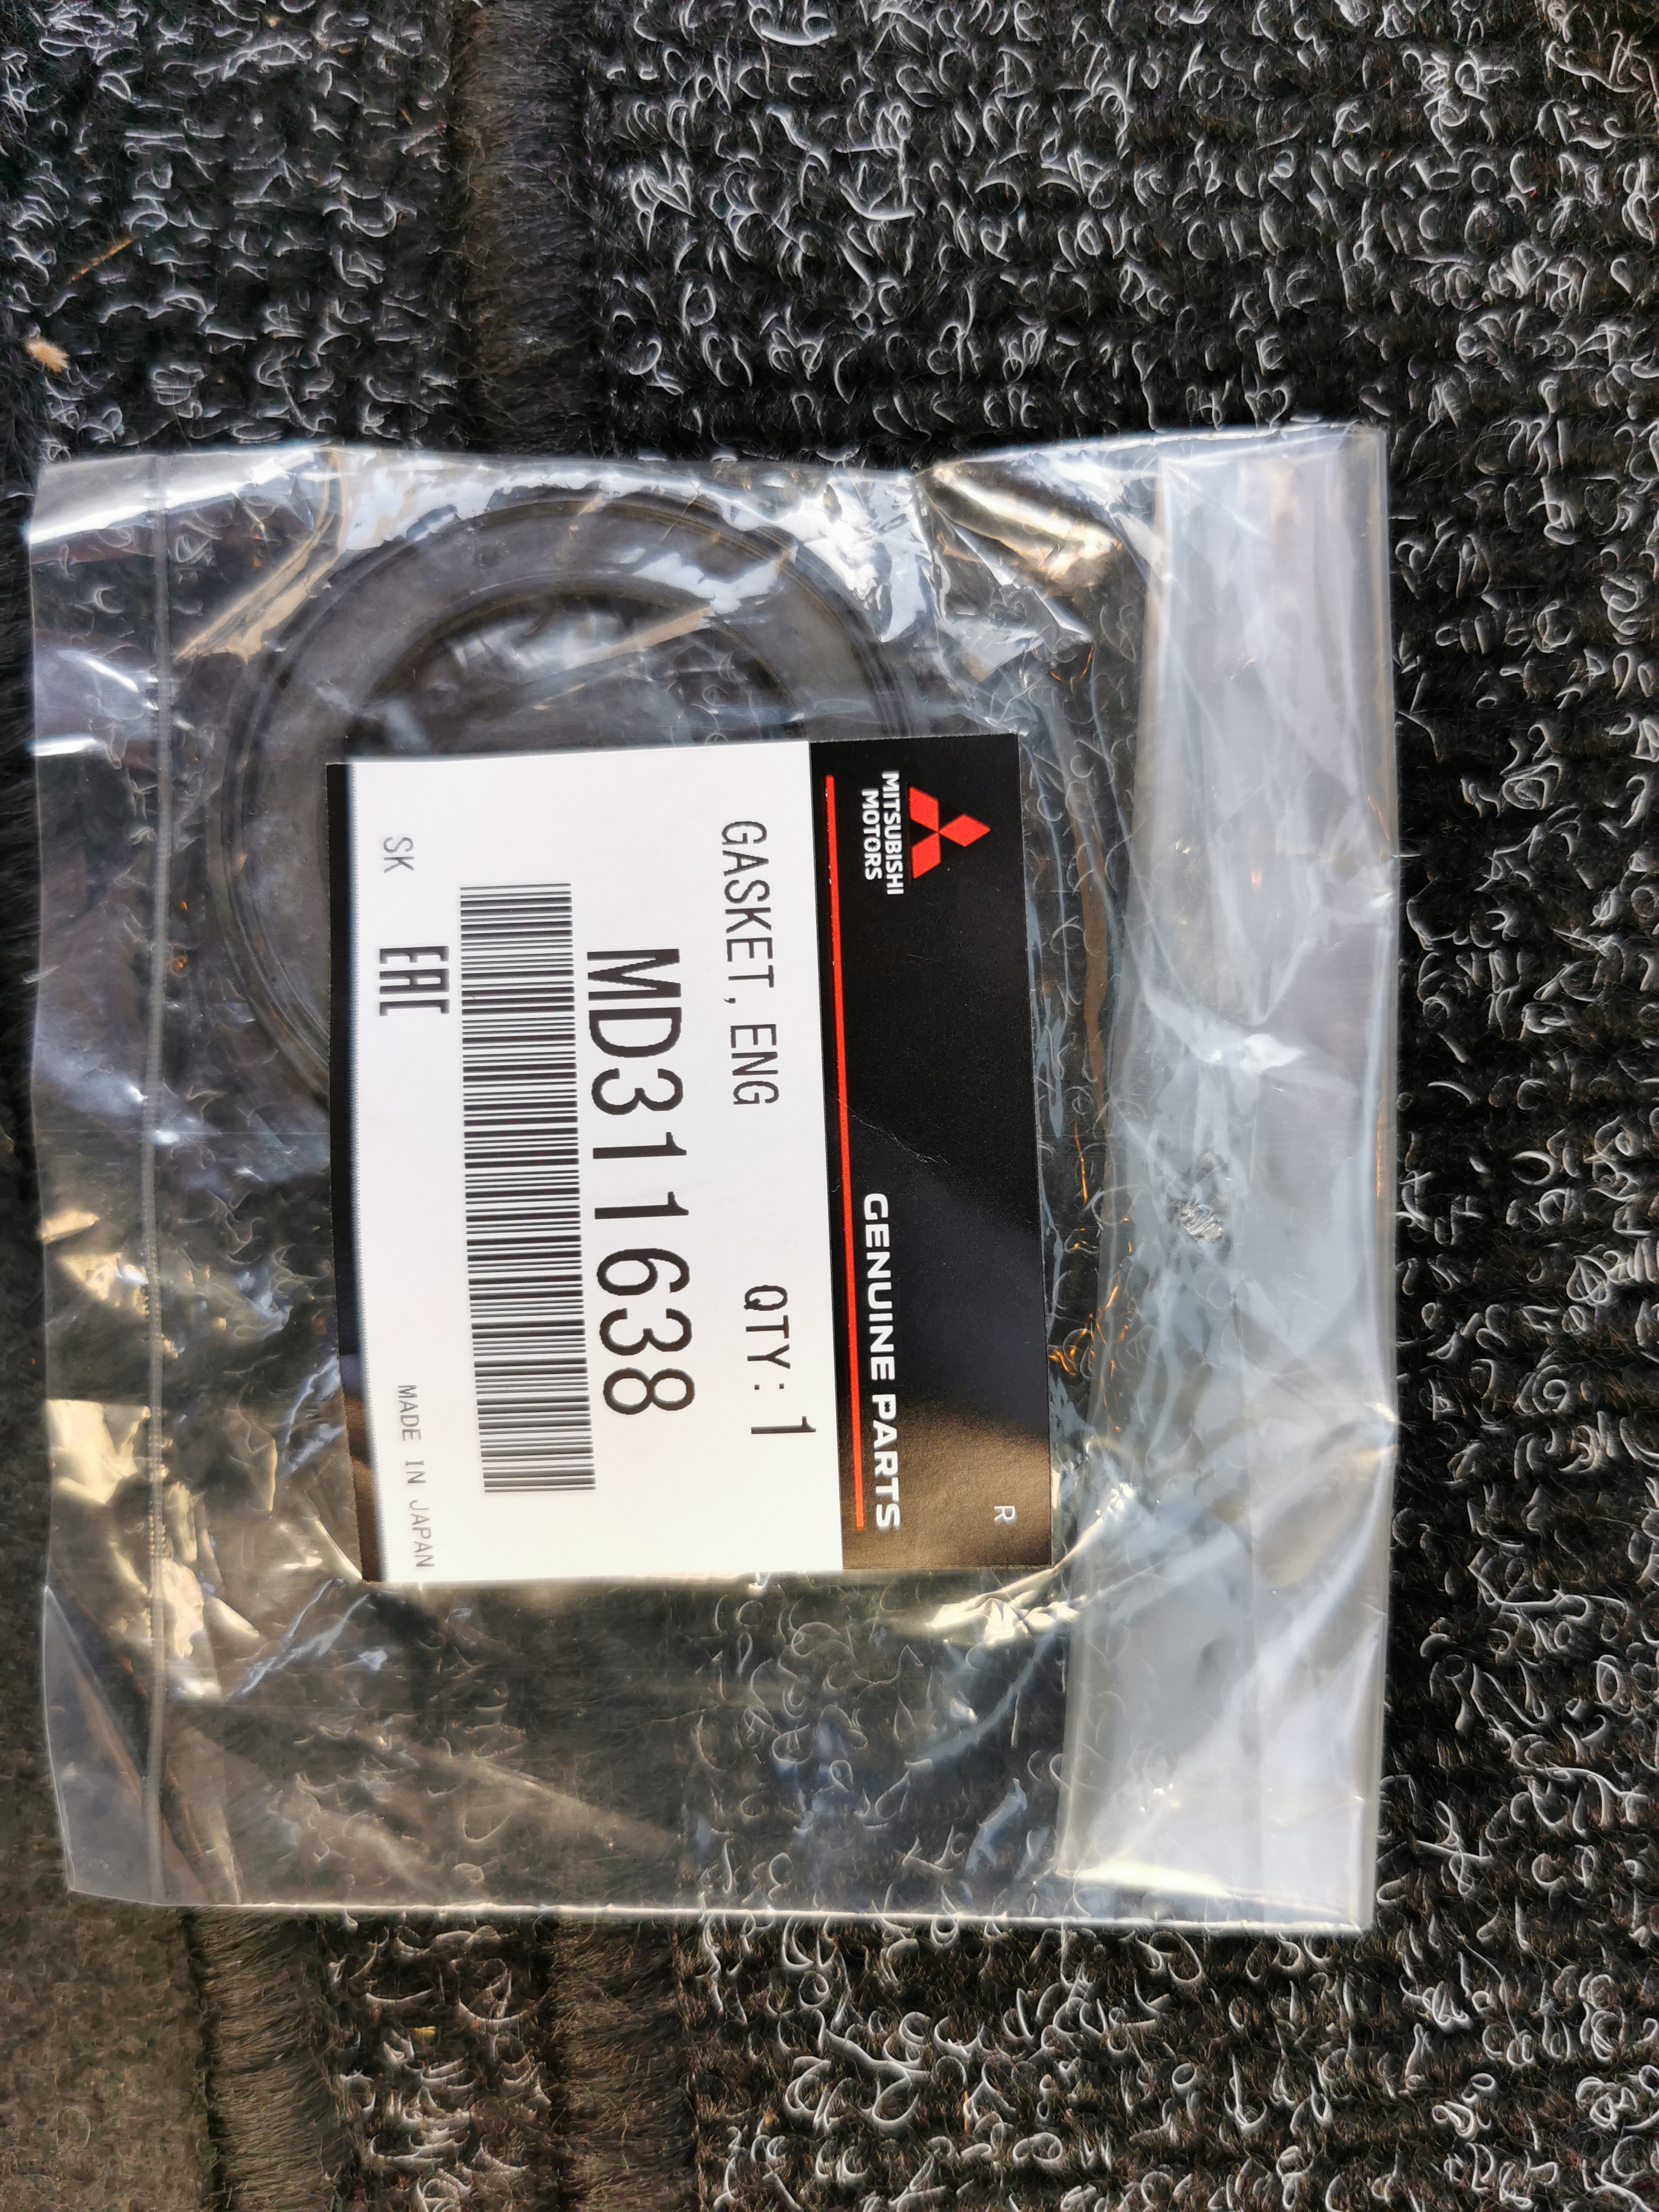 MITSUBISHI
MOTORS
R
GENUINE PARTS
GASKET, ENG QTY: 1
MD311638
SK EAC MADE IN JAPAN